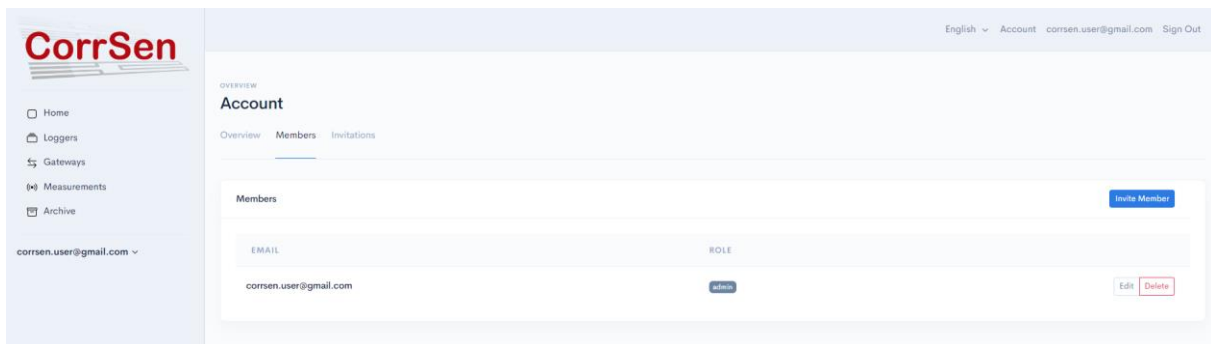 CorrSen
English Account corrsen.user@gmail.com Sign Out
Home
Loggers
Gateways
Measurements
Archive
corrsen.user@gmail.com
OVERVIEW
Account
Overview Members Invitations
Members Invite Member
EMAIL ROLE
corrsen.user@gmail.com admin Edit Delete